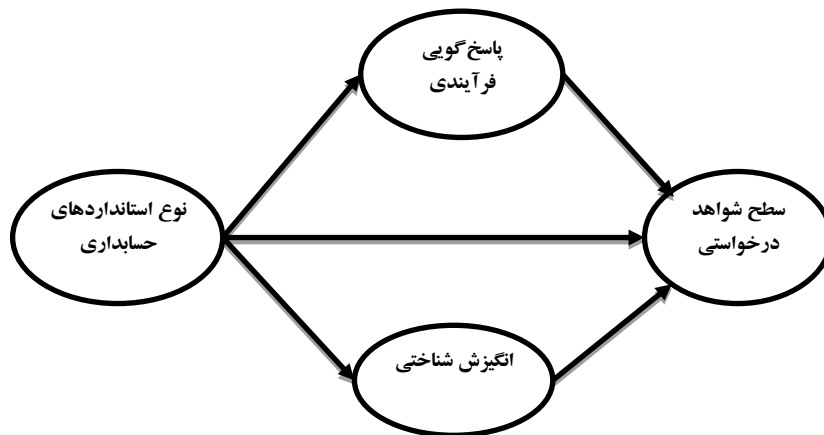 پاسخ‌گویی
فرآیندی
نوع استانداردهای
حسابداری
سطح شواهد
درخواستی
انگیزش شناختی